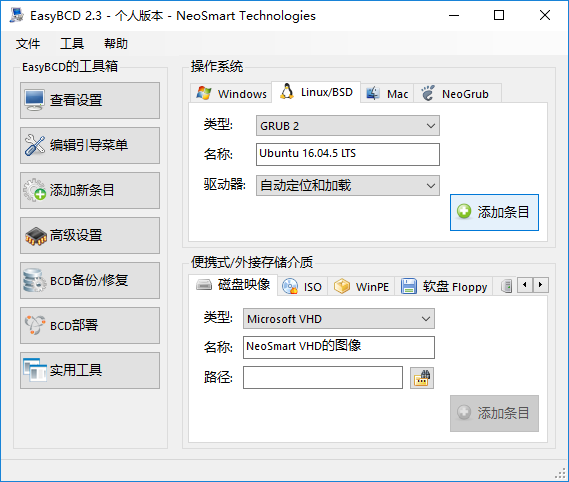 EasyBCD 2.3 - 个人版本 - NeoSmart Technologies
文件 工具 帮助
EasyBCD的工具箱
查看设置
编辑引导菜单
添加新条目
高级设置
BCD备份/修复
BCD部署
实用工具
操作系统
Windows Linux/BSD Mac NeoGrub
类型: GRUB 2
名称: Ubuntu 16.04.5 LTS
驱动器: 自动定位和加载
添加条目
便携式/外接存储介质
磁盘映像 ISO WinPE 软盘 Floppy
类型: Microsoft VHD
名称: NeoSmart VHD的图像
路径:
添加条目